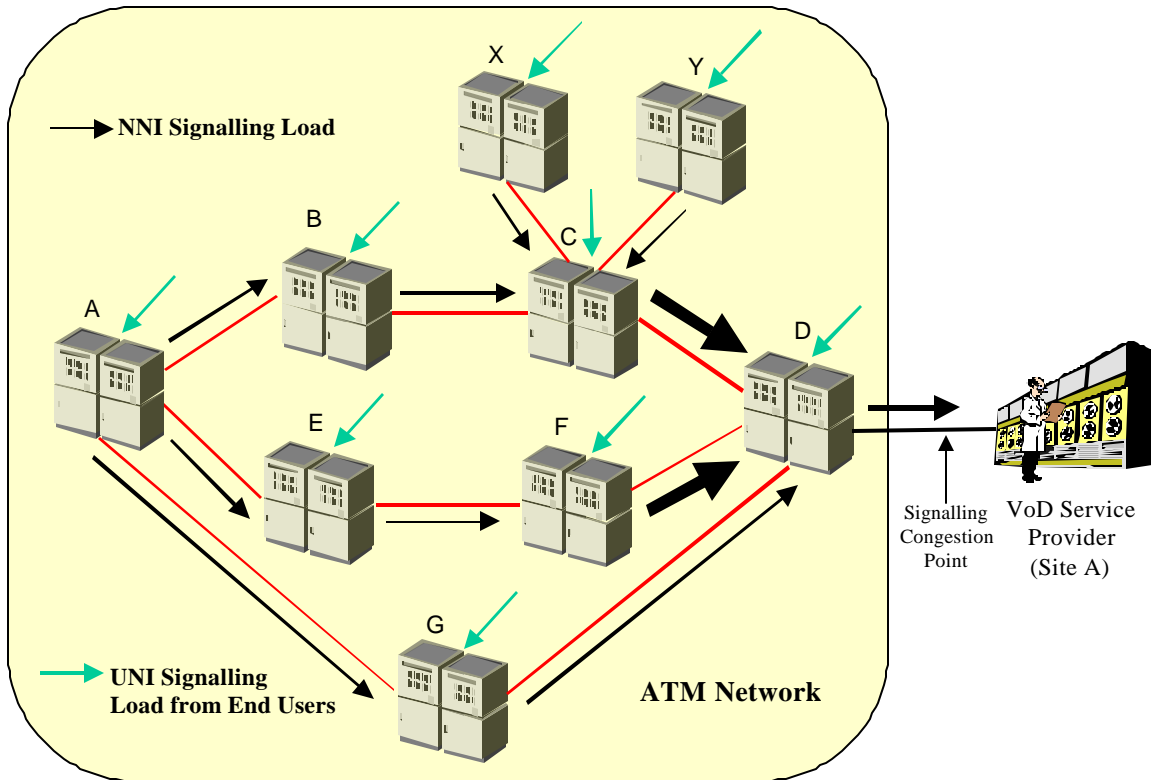 X
Y
NNI Signalling Load
B
C
A
D
E
F
Signalling
Congestion
Point
VoD Service
Provider
(Site A)
G
UNI Signalling
Load from End Users
ATM Network